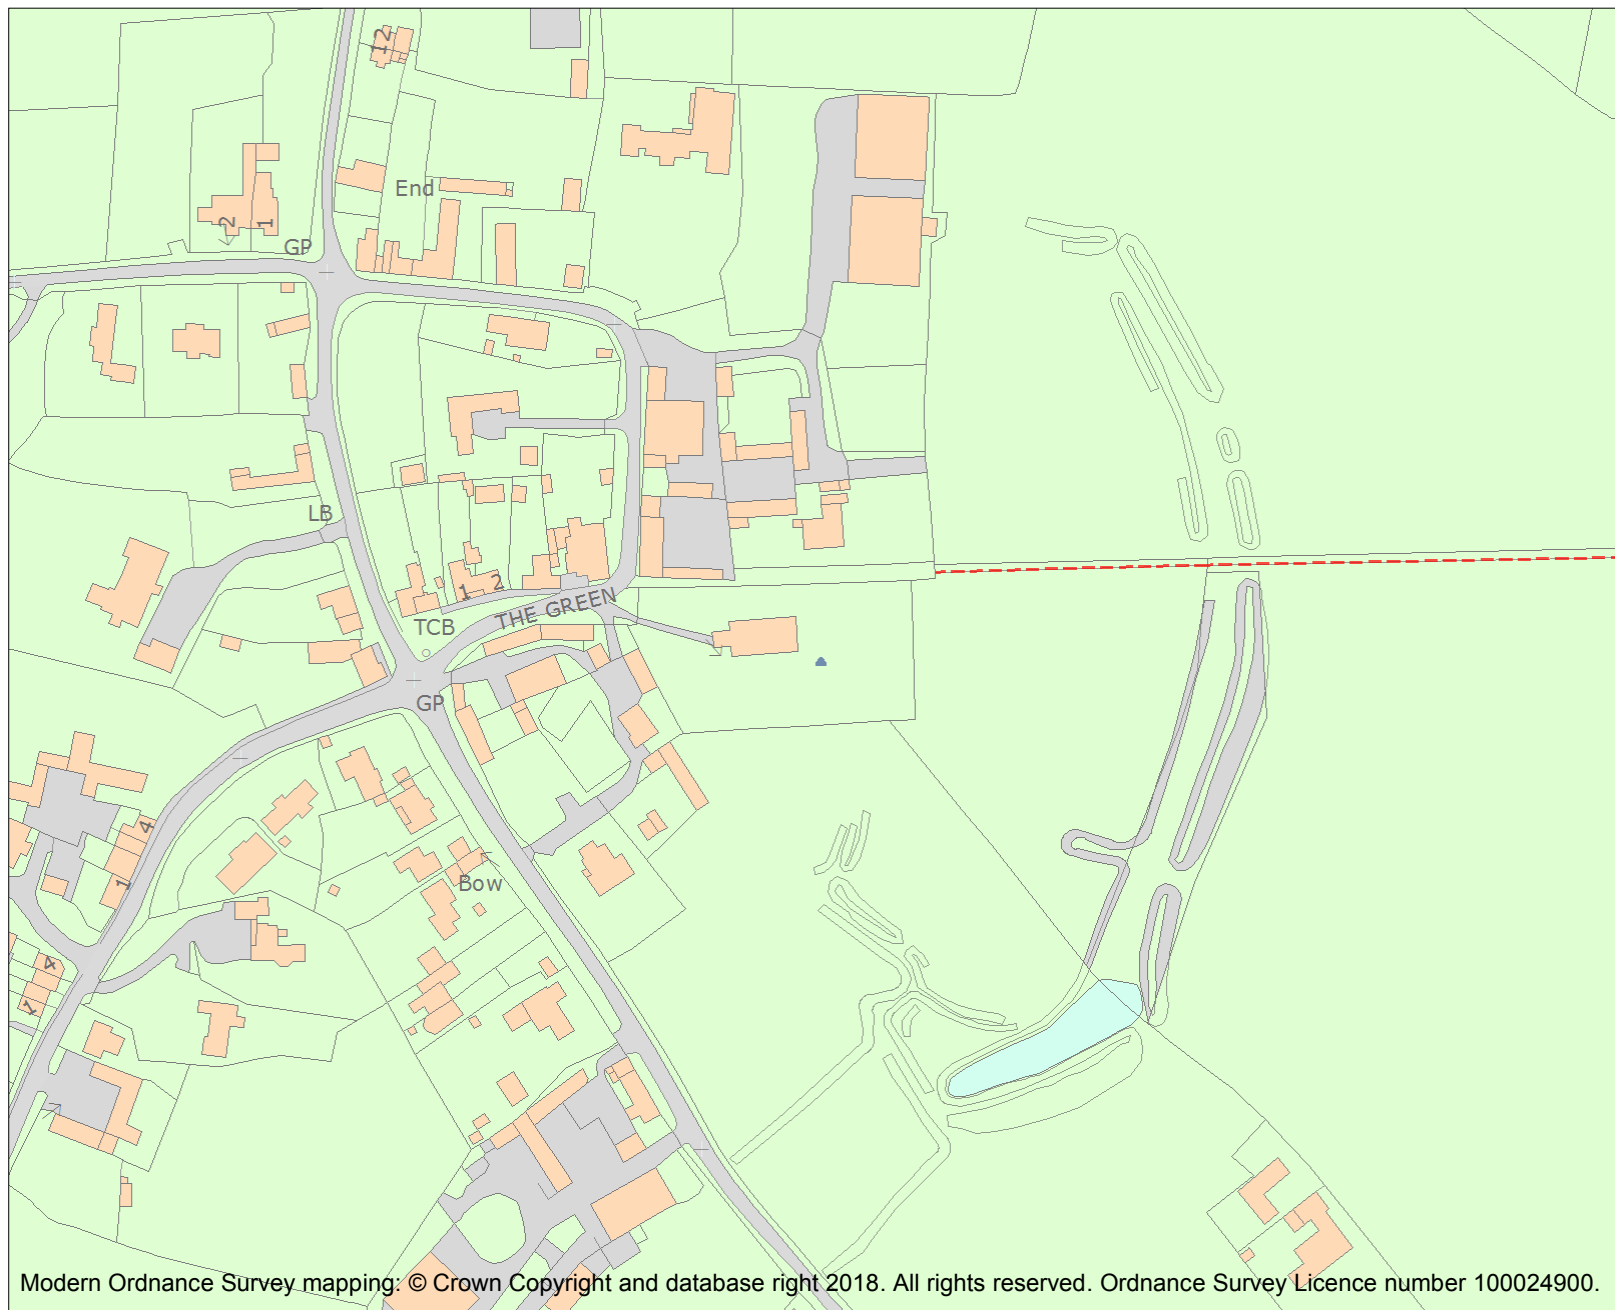 12
End
2
1
GP
LB
1 2
THE GREEN
TCB
GP
4
Bow
1
4
1
Modern Ordnance Survey mapping: © Crown Copyright and database right 2018. All rights reserved. Ordnance Survey Licence number 100024900.